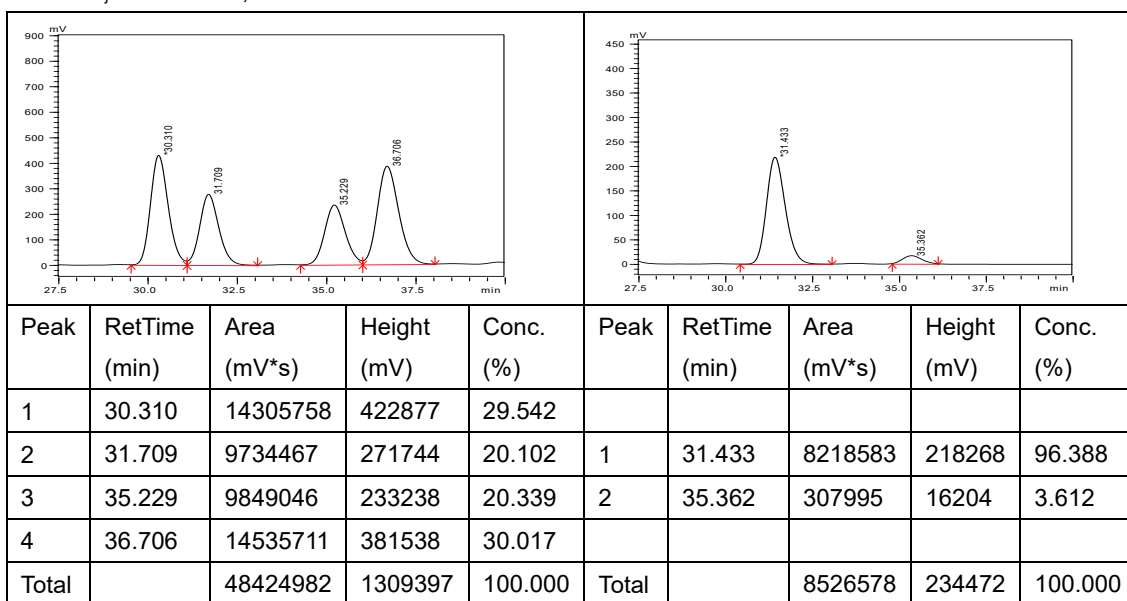 mV
900
800
700
600
500
400
300
200
100
0
*30.310
31.709
35.229
36.706
27.5 30.0 32.5 35.0 37.5 min
mV
450
400
350
300
250
200
150
100
50
0
*31.433
35.362
27.5 30.0 32.5 35.0 37.5 min
Peak RetTime (min) Area (mV*s) Height (mV) Conc. (%) Peak RetTime (min) Area (mV*s) Height (mV) Conc. (%)
1 30.310 14305758 422877 29.542
2 31.709 9734467 271744 20.102 1 31.433 8218583 218268 96.388
3 35.229 9849046 233238 20.339 2 35.362 307995 16204 3.612
4 36.706 14535711 381538 30.017
Total 48424982 1309397 100.000 Total 8526578 234472 100.000